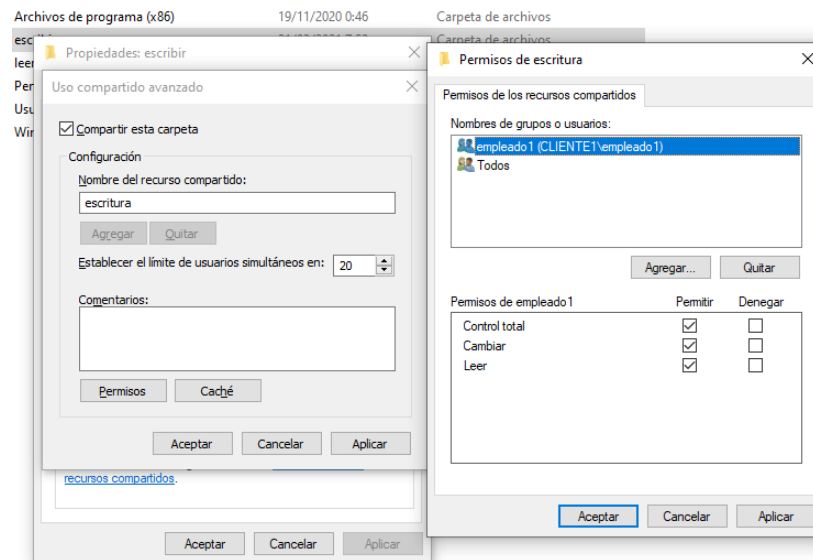 Archivos de programa (x86) 19/11/2020 0:46 Carpeta de archivos
Carpeta de archivos
Propiedades: escribir
Uso compartido avanzado
Compartir esta carpeta
Configuración
Nombre del recurso compartido:
escritura
Agregar Quitar
Establecer el límite de usuarios simultáneos en: 20
Comentarios:
Permisos Caché
Aceptar Cancelar Aplicar
recursos compartidos.
Aceptar Cancelar Aplicar
Permisos de escritura
Permisos de los recursos compartidos
Nombres de grupos o usuarios:
empleado1 (CLIENTE1\empleado1)
Todos
Agregar... Quitar
Permisos de empleado1 Permitir Denegar
Control total
Cambiar
Leer
Aceptar Cancelar Aplicar